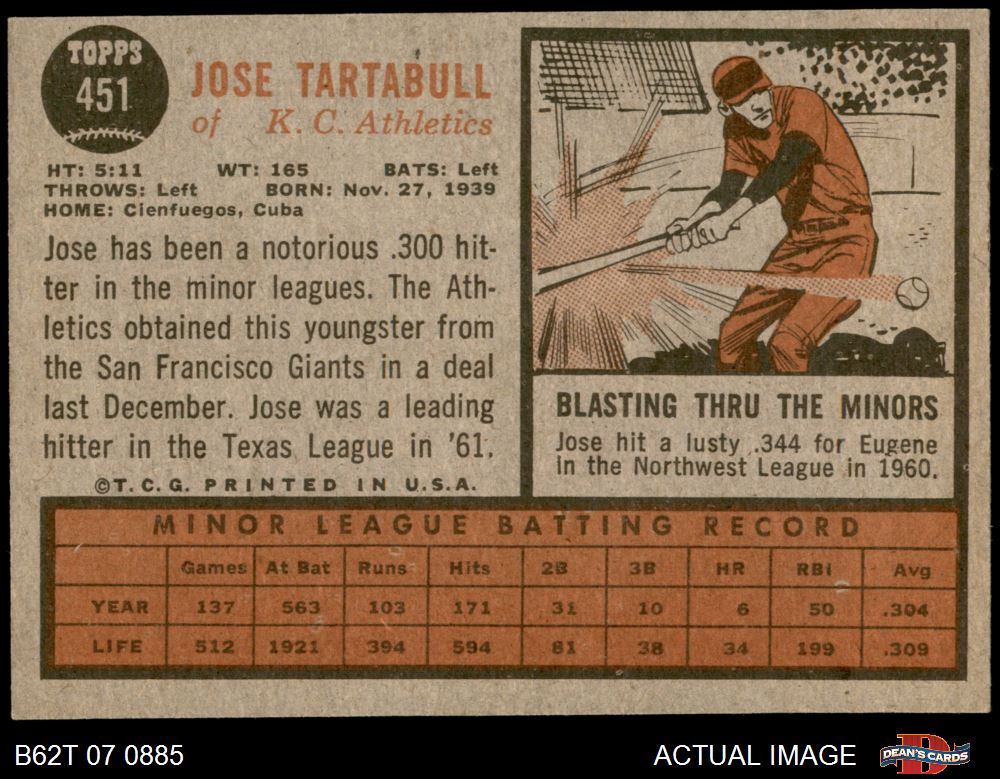 TOPPS
451
JOSE TARTABULL
of K. C. Athletics
HT: 5:11 WT: 165 BATS: Left
THROWS: Left BORN: Nov. 27, 1939
HOME: Cienfuegos, Cuba
Jose has been a notorious .300 hit-
ter in the minor leagues. The Ath-
letics obtained this youngster from
the San Francisco Giants in a deal
last December. Jose was a leading
hitter in the Texas League in '61.
©T. C. G. PRINTED IN U.S.A.
BLASTING THRU THE MINORS
Jose hit a lusty .344 for Eugene
in the Northwest League in 1960.
MINOR LEAGUE BATTING RECORD
Games At Bat Runs Hits 2B 3B HR RBI Avg
YEAR 137 563 103 171 31 10 6 50 .304
LIFE 512 1921 394 594 81 38 34 199 .309
B62T 07 0885
ACTUAL IMAGE
DEAN'S CARDS